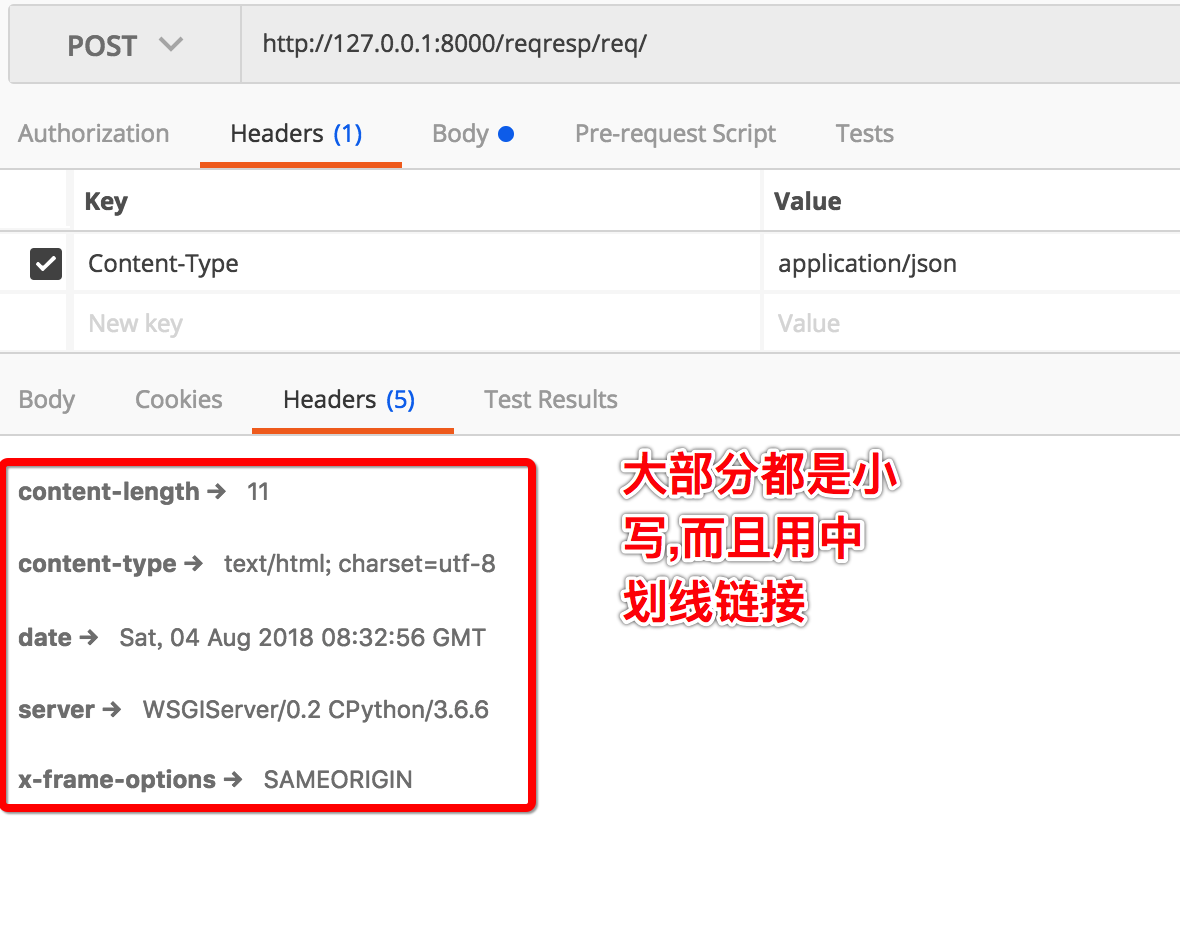 POST http://127.0.0.1:8000/reqresp/req/
Authorization Headers (1) Body Pre-request Script Tests
Key Value
Content-Type application/json
New key Value
Body Cookies Headers (5) Test Results
content-length → 11
content-type → text/html; charset=utf-8
date → Sat, 04 Aug 2018 08:32:56 GMT
server → WSGIServer/0.2 CPython/3.6.6
x-frame-options → SAMEORIGIN
大部分都是小
写,而且用中
划线链接